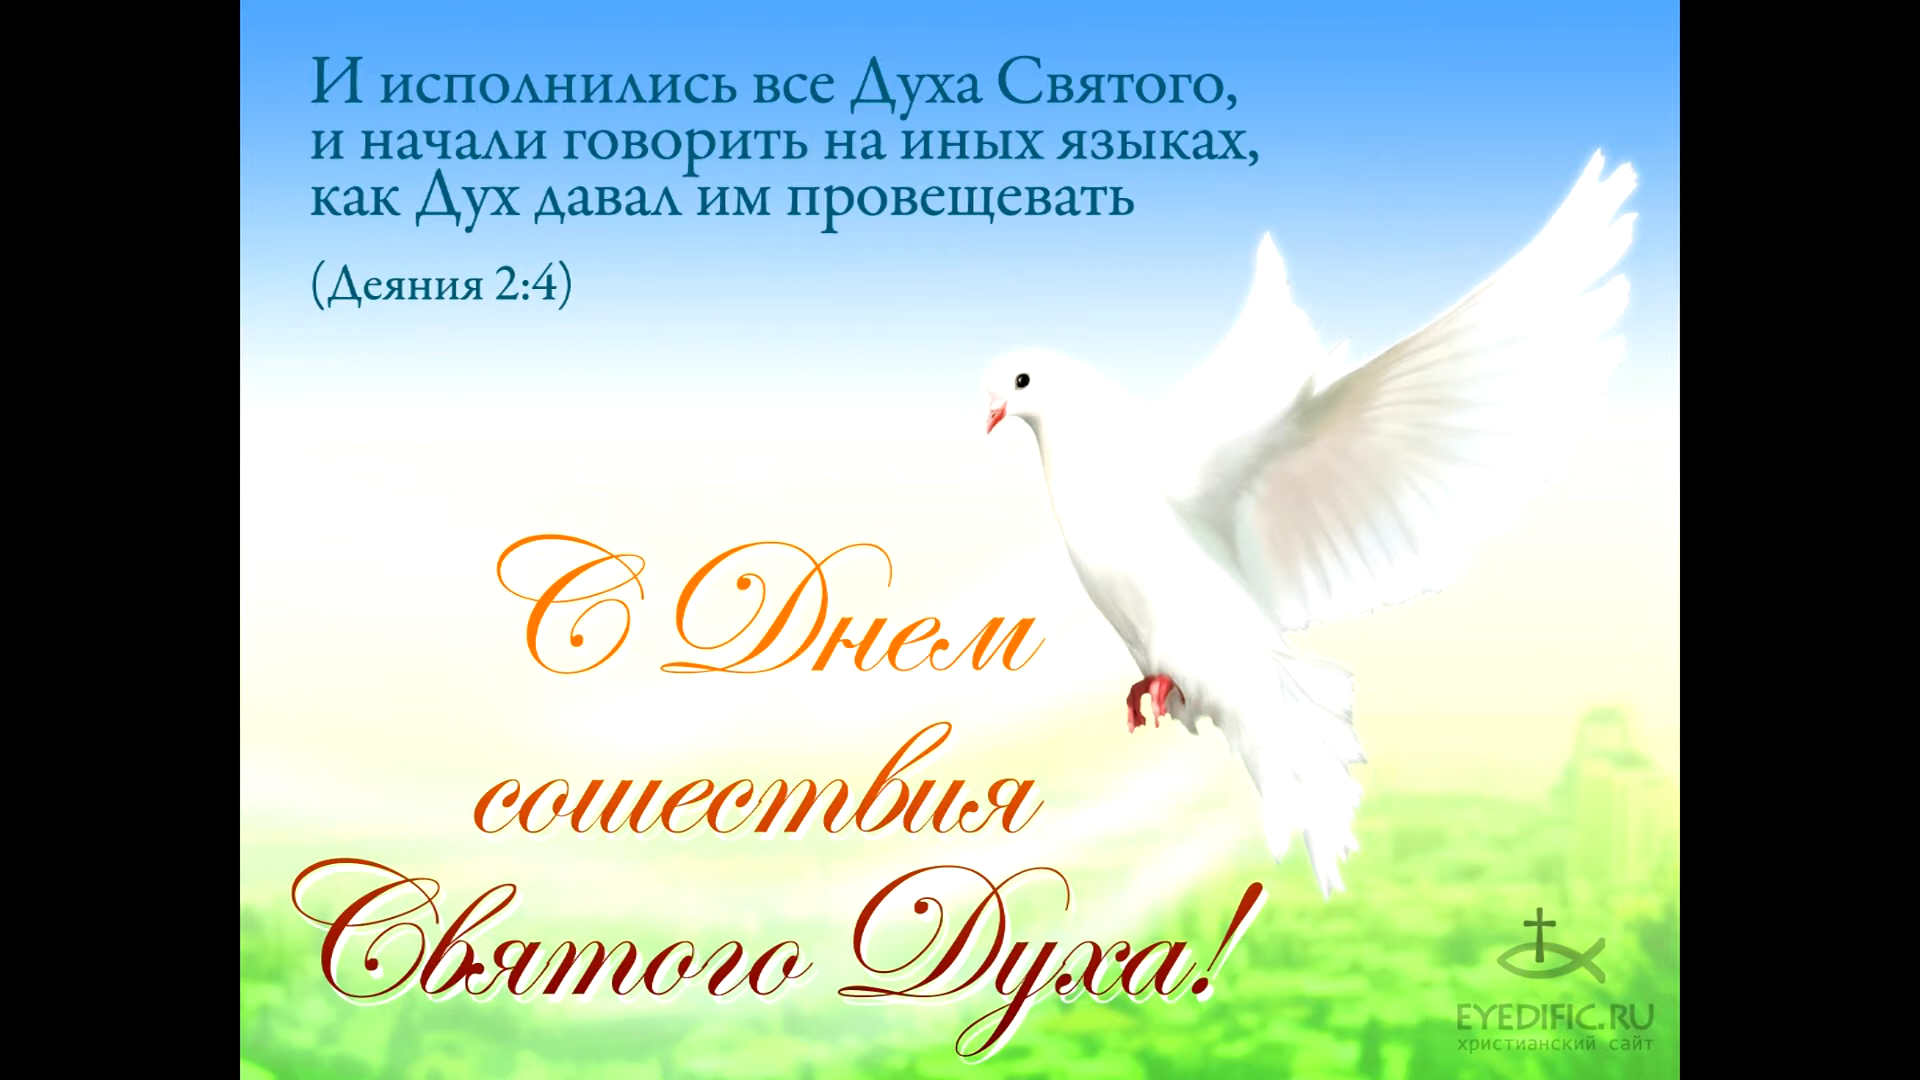 И исполнились все Духа Святого,
и начали говорить на иных языках,
как Дух давал им провещевать
(Деяния 2:4)
С Днем
сошествия
Святого Духа!
EYEDIFIC.RU
христианский сайт